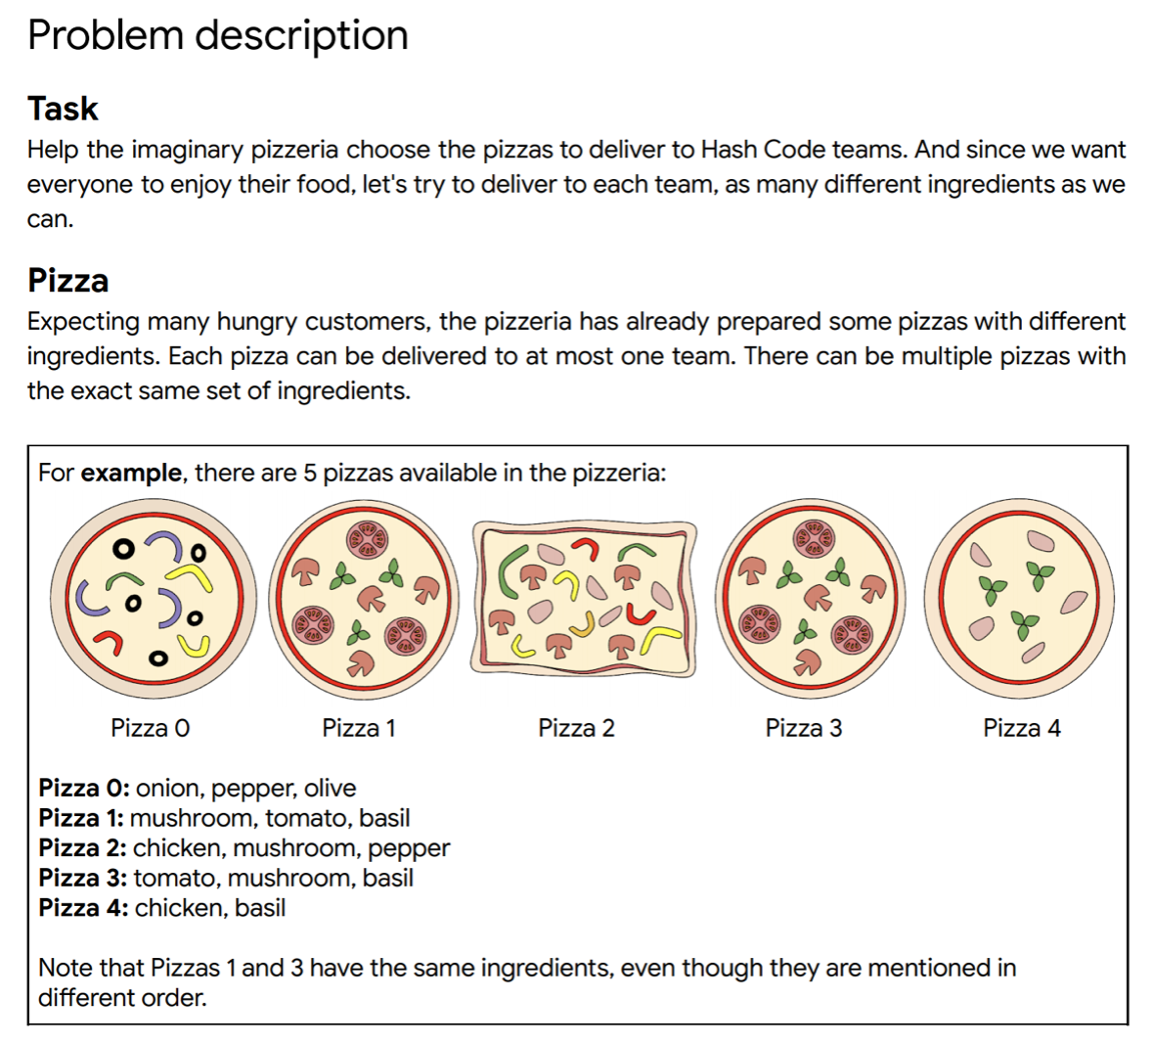 Problem description
Task
Help the imaginary pizzeria choose the pizzas to deliver to Hash Code teams. And since we want
everyone to enjoy their food, let's try to deliver to each team, as many different ingredients as we
can.
Pizza
Expecting many hungry customers, the pizzeria has already prepared some pizzas with different
ingredients. Each pizza can be delivered to at most one team. There can be multiple pizzas with
the exact same set of ingredients.
For example, there are 5 pizzas available in the pizzeria:
Pizza 0 Pizza 1 Pizza 2 Pizza 3 Pizza 4
Pizza 0: onion, pepper, olive
Pizza 1: mushroom, tomato, basil
Pizza 2: chicken, mushroom, pepper
Pizza 3: tomato, mushroom, basil
Pizza 4: chicken, basil
Note that Pizzas 1 and 3 have the same ingredients, even though they are mentioned in
different order.